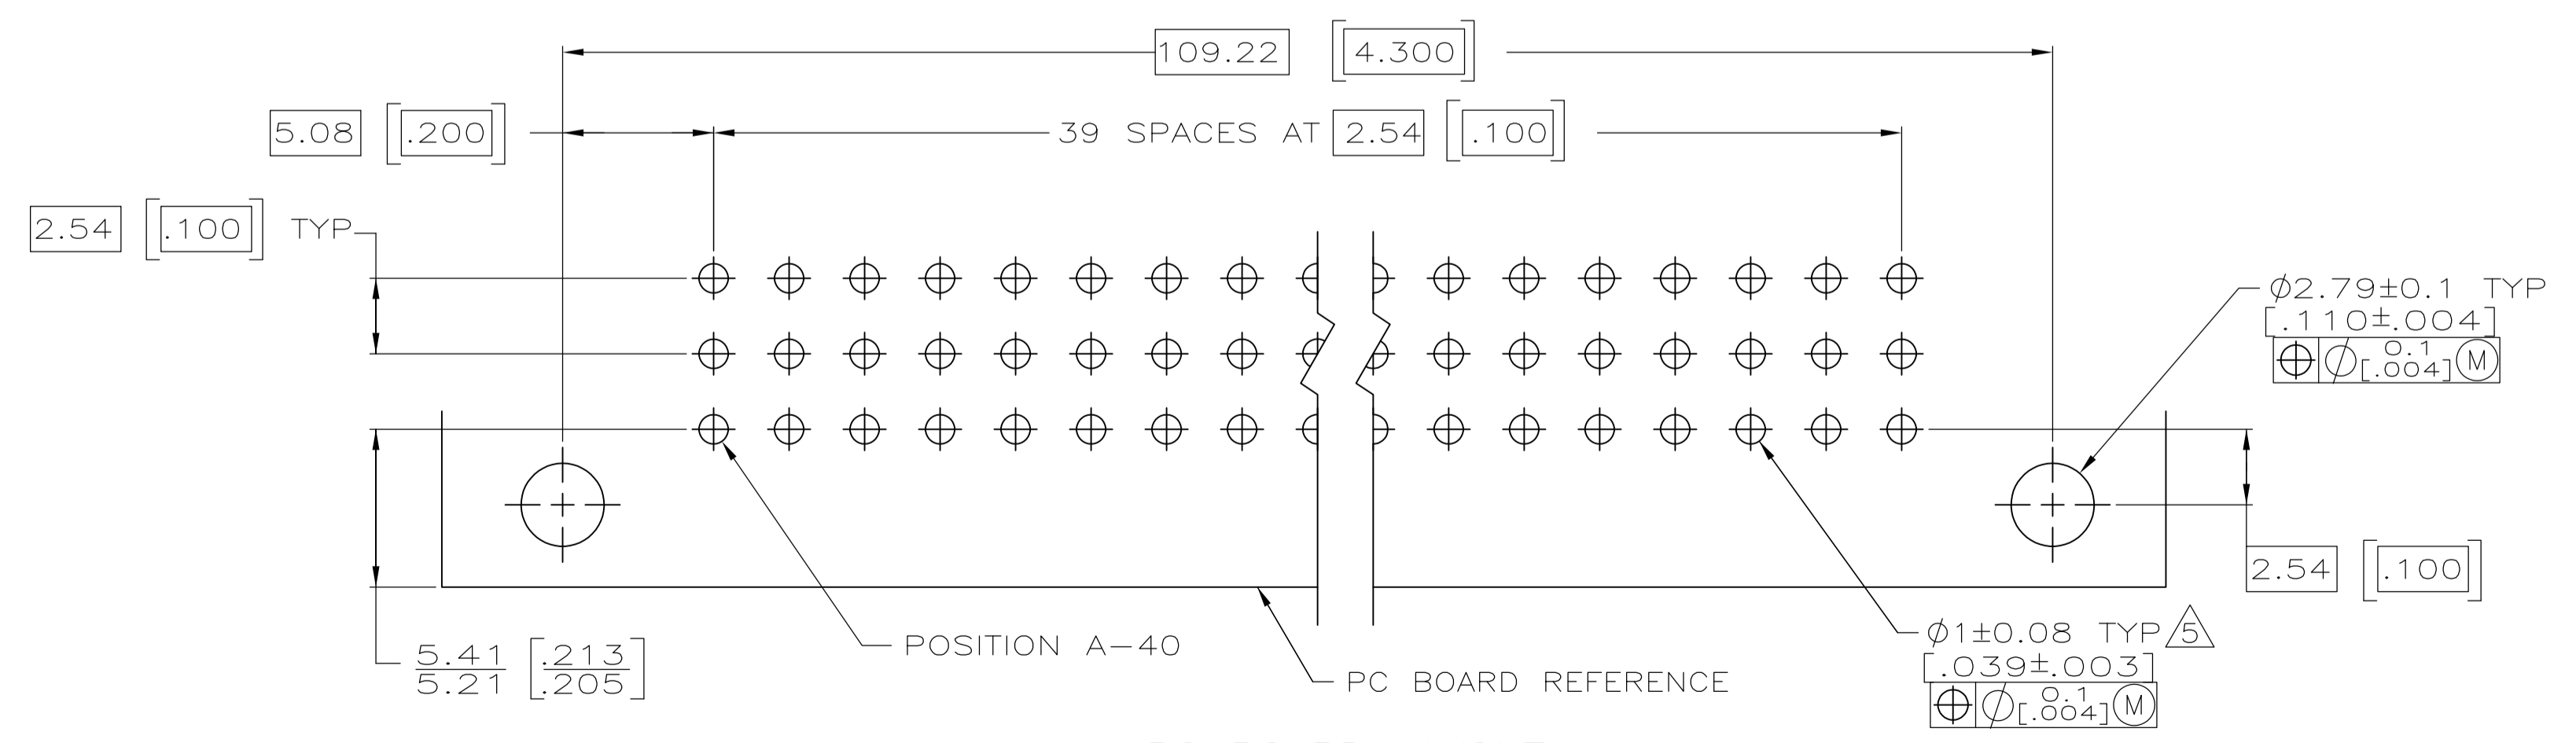 109.22 [4.300]
5.08 [.200]
39 SPACES AT 2.54 [.100]
2.54 [.100] TYP
⌀2.79±0.1 TYP
[.110±.004]
⌖ ⌀ 0.1 [.004] Ⓜ
2.54 [.100]
⌀1±0.08 TYP 5
[.039±.003]
⌖ ⌀ 0.1 [.004] Ⓜ
POSITION A-40
5.41 [.213]
5.21 [.205]
PC BOARD REFERENCE